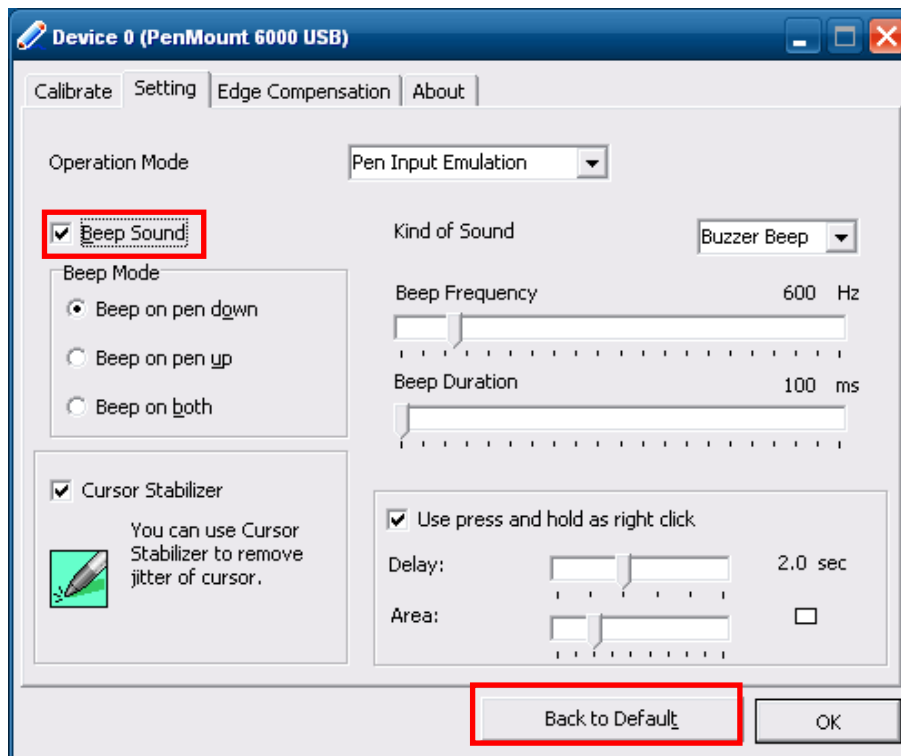 Device 0 (PenMount 6000 USB)
Calibrate Setting Edge Compensation About
Operation Mode Pen Input Emulation
Beep Sound
Kind of Sound Buzzer Beep
Beep Mode
Beep on pen down
Beep on pen up
Beep on both
Beep Frequency 600 Hz
Beep Duration 100 ms
Cursor Stabilizer
You can use Cursor
Stabilizer to remove
jitter of cursor.
Use press and hold as right click
Delay: 2.0 sec
Area:
Back to Default OK